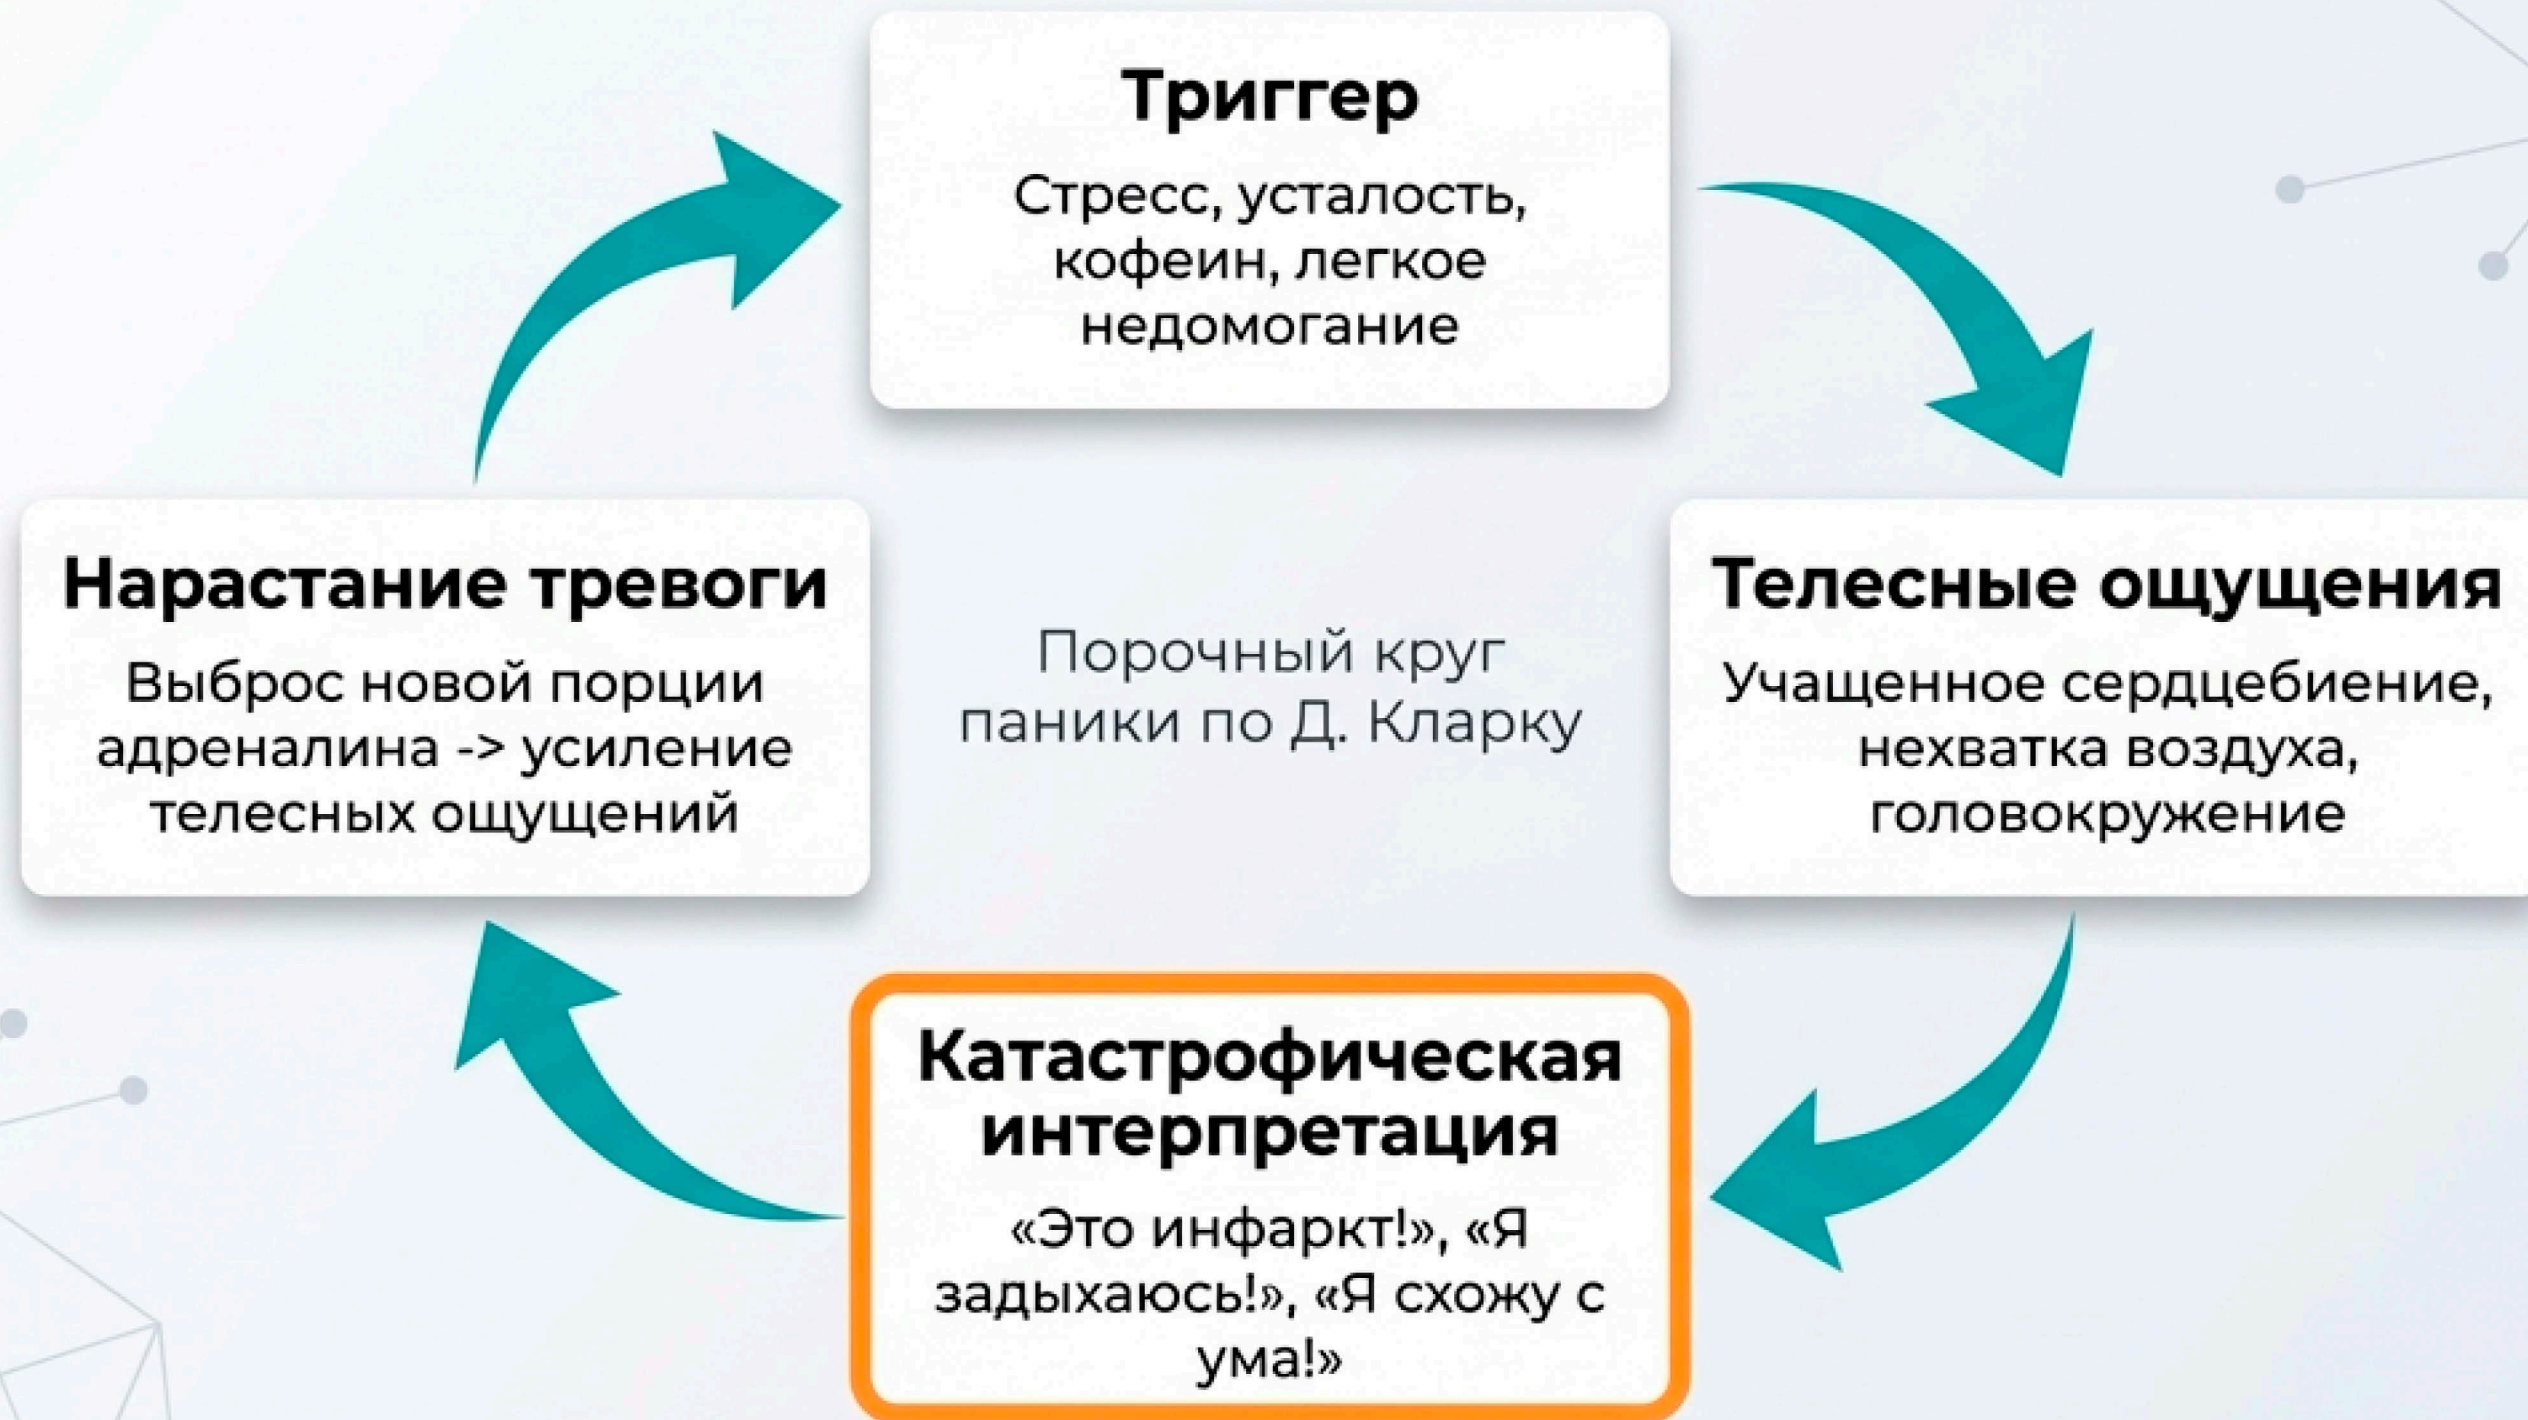 Триггер
Стресс, усталость,
кофеин, легкое
недомогание
Нарастание тревоги
Выброс новой порции
адреналина -> усиление
телесных ощущений
Порочный круг
паники по Д. Кларку
Телесные ощущения
Учащенное сердцебиение,
нехватка воздуха,
головокружение
Катастрофическая
интерпретация
«Это инфаркт!», «Я
задыхаюсь!», «Я схожу с
ума!»